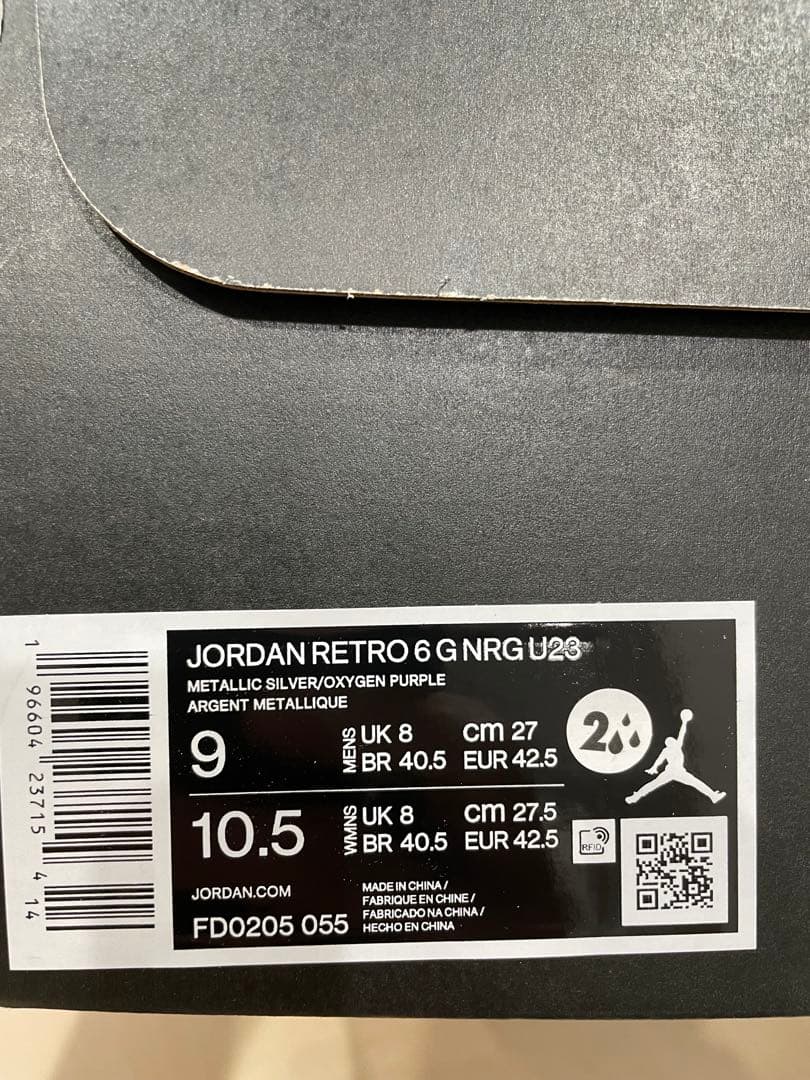 JORDAN RETRO 6 G NRG U23
METALLIC SILVER/OXYGEN PURPLE
ARGENT METALLIQUE
9
MENS
UK 8 cm 27
BR 40.5 EUR 42.5
2
10.5
WMNS
UK 8 cm 27.5
BR 40.5 EUR 42.5
RFID
JORDAN.COM
FD0205 055
MADE IN CHINA /
FABRIQUE EN CHINE /
FABRICADO NA CHINA /
HECHO EN CHINA
1 96604 23715 4 14